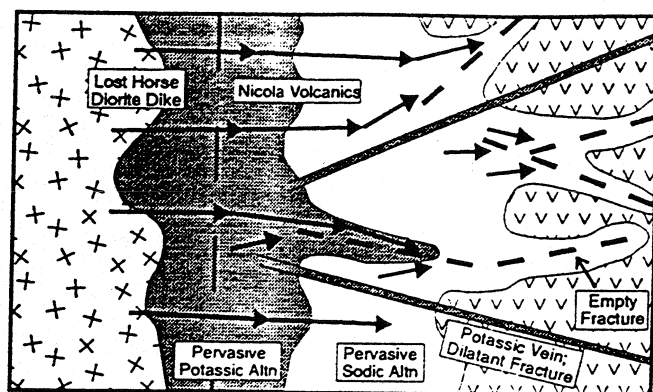 Lost Horse
Diorite Dike
Nicola Volcanics
Empty
Fracture
Potassic Vein;
Dilatant Fracture
Pervasive
Potassic Altn
Pervasive
Sodic Altn